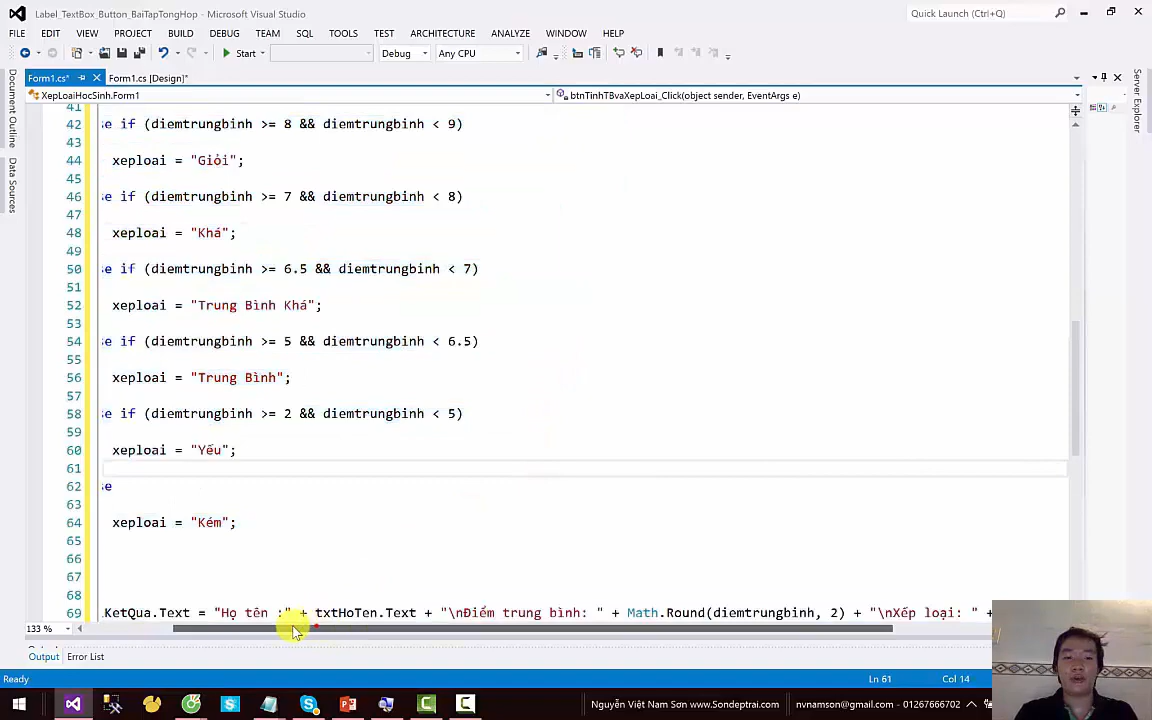 Label_TextBox_Button_BaiTapTongHop - Microsoft Visual Studio
Quick Launch (Ctrl+Q)
FILE EDIT VIEW PROJECT BUILD DEBUG TEAM SQL TOOLS TEST ARCHITECTURE ANALYZE WINDOW HELP
Start Debug Any CPU
Form1.cs* Form1.cs [Design]*
XepLoaiHocSinh.Form1 btnTinhTBvaXepLoai_Click(object sender, EventArgs e)
Document Outline
Data Sources
Server Explorer
41
42 se if (diemtrungbinh >= 8 && diemtrungbinh < 9)
43
44 xeploai = "Giỏi";
45
46 se if (diemtrungbinh >= 7 && diemtrungbinh < 8)
47
48 xeploai = "Khá";
49
50 se if (diemtrungbinh >= 6.5 && diemtrungbinh < 7)
51
52 xeploai = "Trung Bình Khá";
53
54 se if (diemtrungbinh >= 5 && diemtrungbinh < 6.5)
55
56 xeploai = "Trung Bình";
57
58 se if (diemtrungbinh >= 2 && diemtrungbinh < 5)
59
60 xeploai = "Yếu";
61
62 se
63
64 xeploai = "Kém";
65
66
67
68
69 .KetQua.Text = "Họ tên :" + txtHoTen.Text + "\nĐiểm trung bình: " + Math.Round(diemtrungbinh, 2) + "\nXếp loại: " +
133 %
Output Error List
Ready Ln 61 Col 14
Nguyễn Việt Nam Sơn www.Sondeptrai.com nvnamson@gmail.com - 01267666702